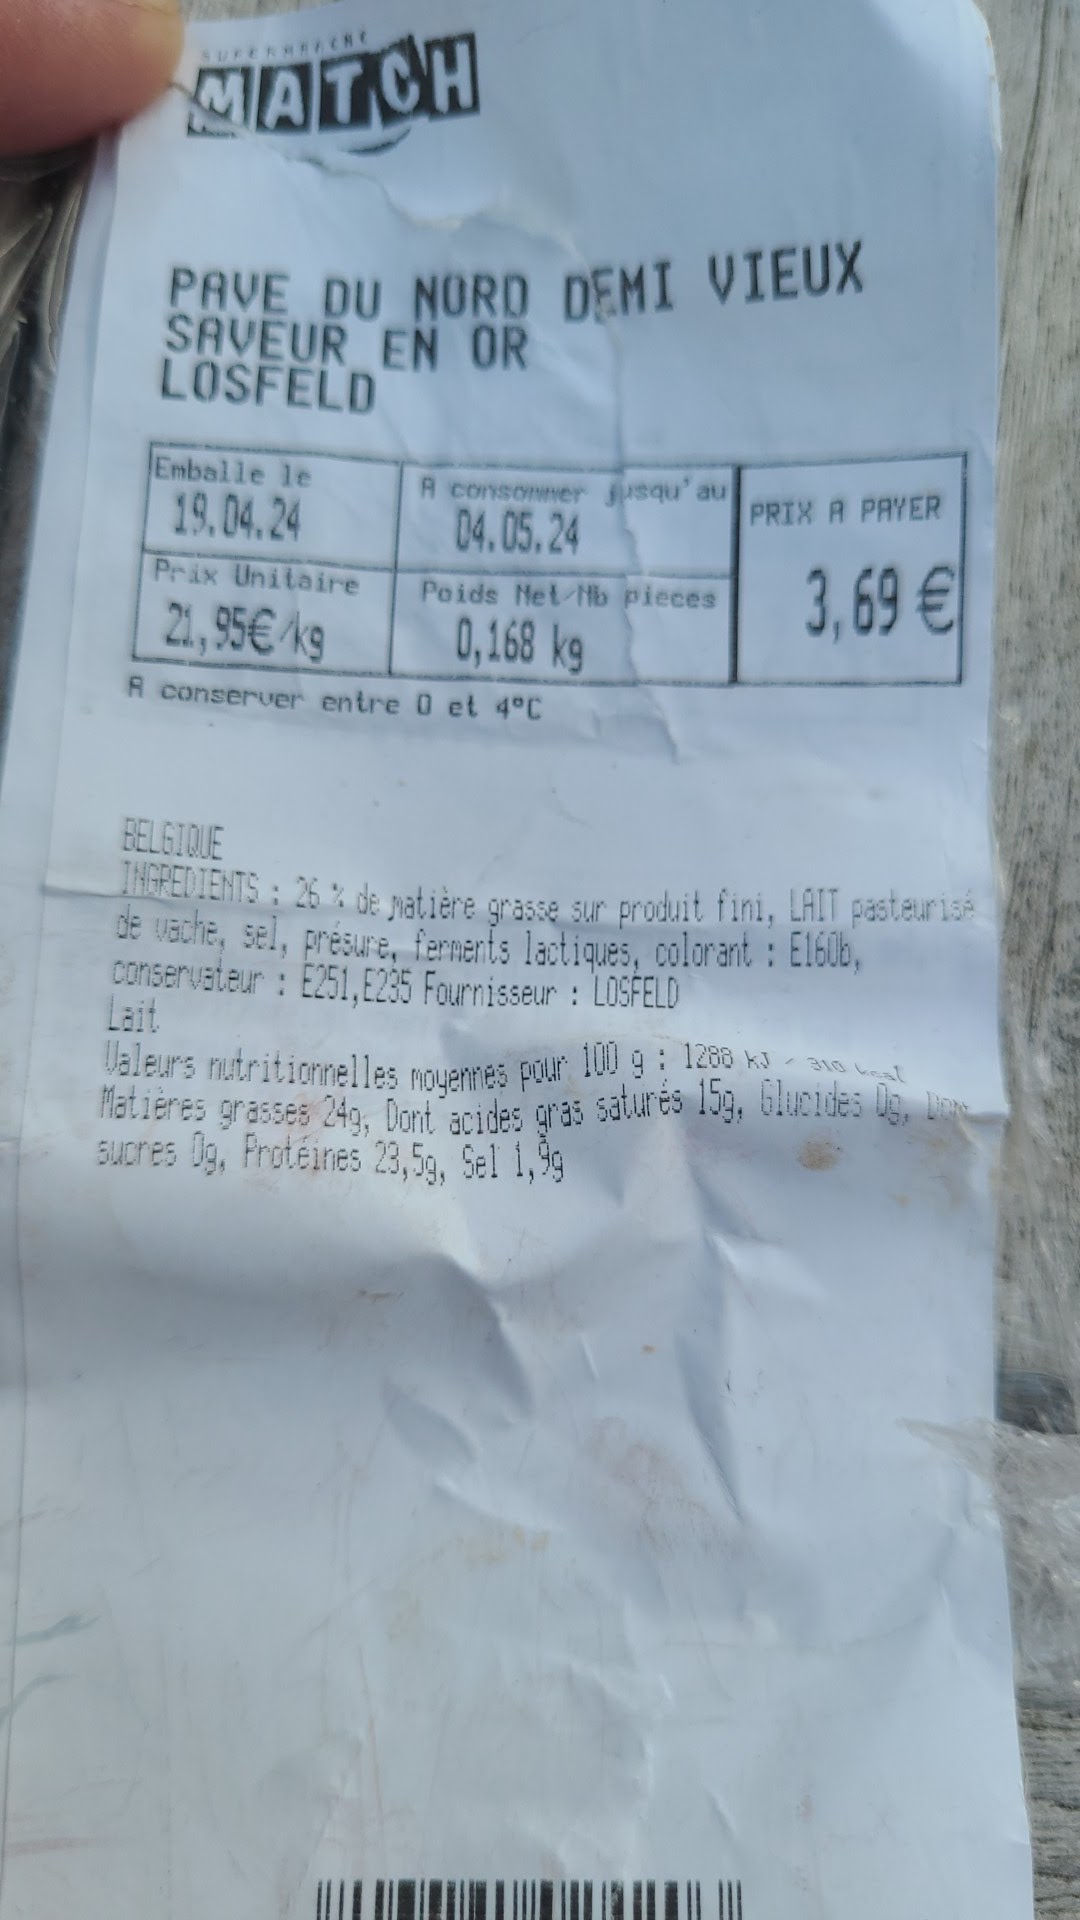 SUPERMARCHE
MATCH
PAVE DU NORD DEMI VIEUX
SAVEUR EN OR
LOSFELD
Emballe le
19.04.24
A consommer jusqu'au
04.05.24
PRIX A PAYER
3,69 €
Prix Unitaire
21,95€/kg
Poids Net/Nb pieces
0,168 kg
A conserver entre 0 et 4°C
BELGIQUE
INGREDIENTS : 26 % de matière grasse sur produit fini, LAIT pasteurisé
de vache, sel, présure, ferments lactiques, colorant : E160b,
conservateur : E251,E235 Fournisseur : LOSFELD
Lait
Valeurs nutritionnelles moyennes pour 100 g : 1288 kJ / 310 kcal
Matières grasses 24g, Dont acides gras saturés 15g, Glucides 0g, Dont
sucres 0g, Protéines 23,5g, Sel 1,9g